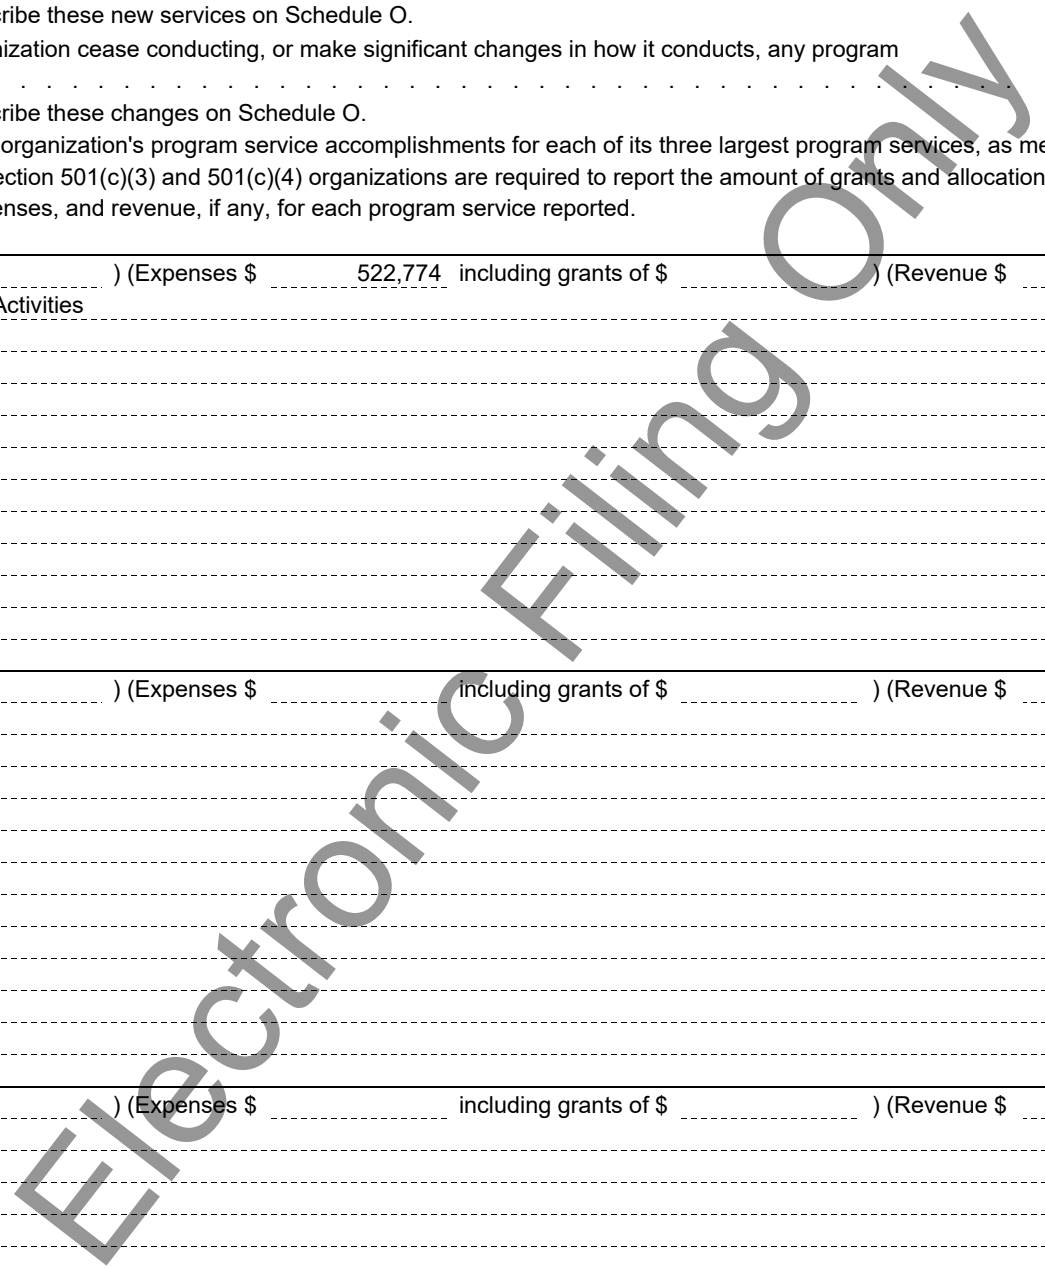 cribe these new services on Schedule O.
nization cease conducting, or make significant changes in how it conducts, any program
. . . . . . . . . . . . . . . . . . . . . . . . . . . . . . . . . . . . . . . .
cribe these changes on Schedule O.
organization's program service accomplishments for each of its three largest program services, as me
ection 501(c)(3) and 501(c)(4) organizations are required to report the amount of grants and allocation
enses, and revenue, if any, for each program service reported.
) (Expenses $ 522,774 including grants of $ ) (Revenue $
Activities
) (Expenses $ including grants of $ ) (Revenue $
) (Expenses $ including grants of $ ) (Revenue $
Electronic Filing Only